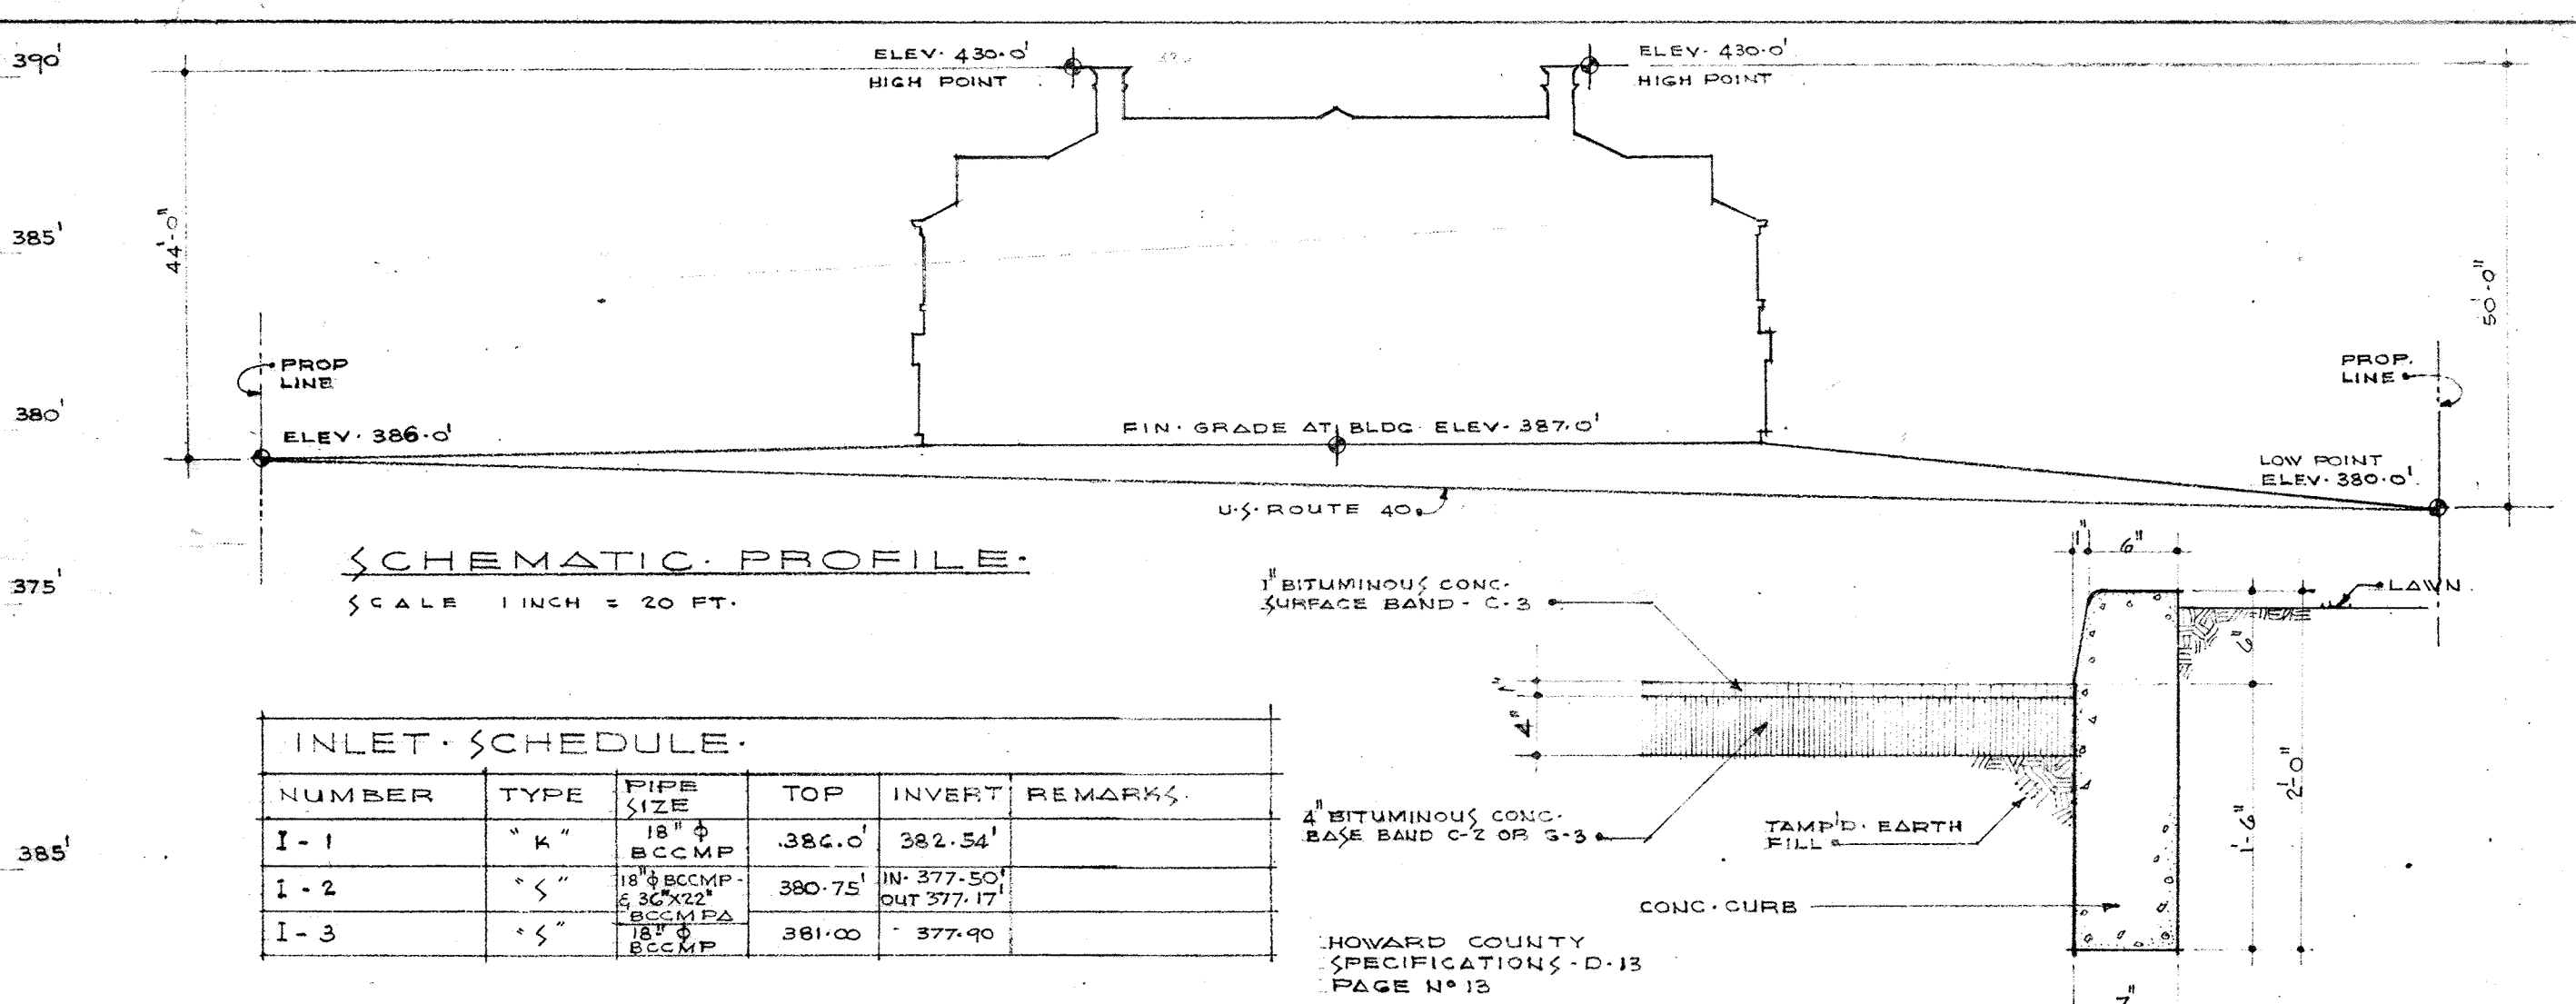 390'
ELEV. 430.0'
HIGH POINT
ELEV. 430.0'
HIGH POINT
385'
44'-0"
50'-0"
PROP
LINE
PROP.
LINE
380'
ELEV. 386.0'
FIN. GRADE AT BLDG. ELEV. 387.0'
LOW POINT
ELEV. 380.0'
U.S. ROUTE 40
SCHEMATIC. PROFILE.
SCALE 1 INCH = 20 FT.
375'
1" 6"
1" BITUMINOUS CONC.
SURFACE BAND - C-3
LAWN
6"
1"
4"
2'-0"
1'-6"
4" BITUMINOUS CONC.
BASE BAND C-2 OR S-3
TAMP'D. EARTH
FILL
CONC. CURB
7"
HOWARD COUNTY
SPECIFICATIONS - D-13
PAGE Nº 13
385'
INLET. SCHEDULE.
NUMBER TYPE PIPE SIZE TOP INVERT REMARKS.
I - 1 "K" 18" ф BCCMP 386.0' 382.54'
I - 2 "S" 18" ф BCCMP - & 36"X22" BCCMPA 380.75' IN. 377.50' OUT 377.17'
I - 3 "S" 18" ф BCCMP 381.00 377.90